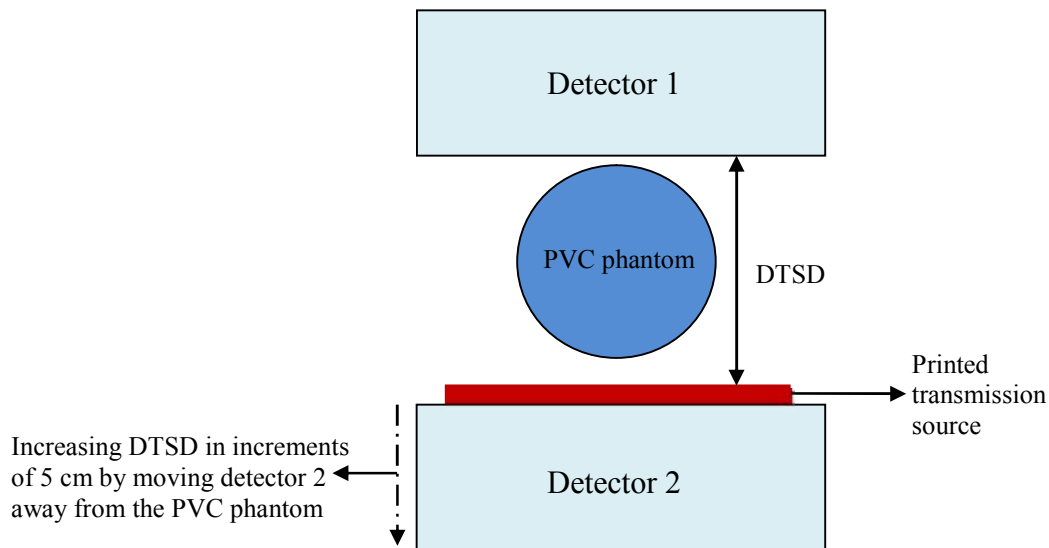 Detector 1
PVC phantom
DTSD
Printed
transmission
source
Increasing DTSD in increments
of 5 cm by moving detector 2
away from the PVC phantom
Detector 2